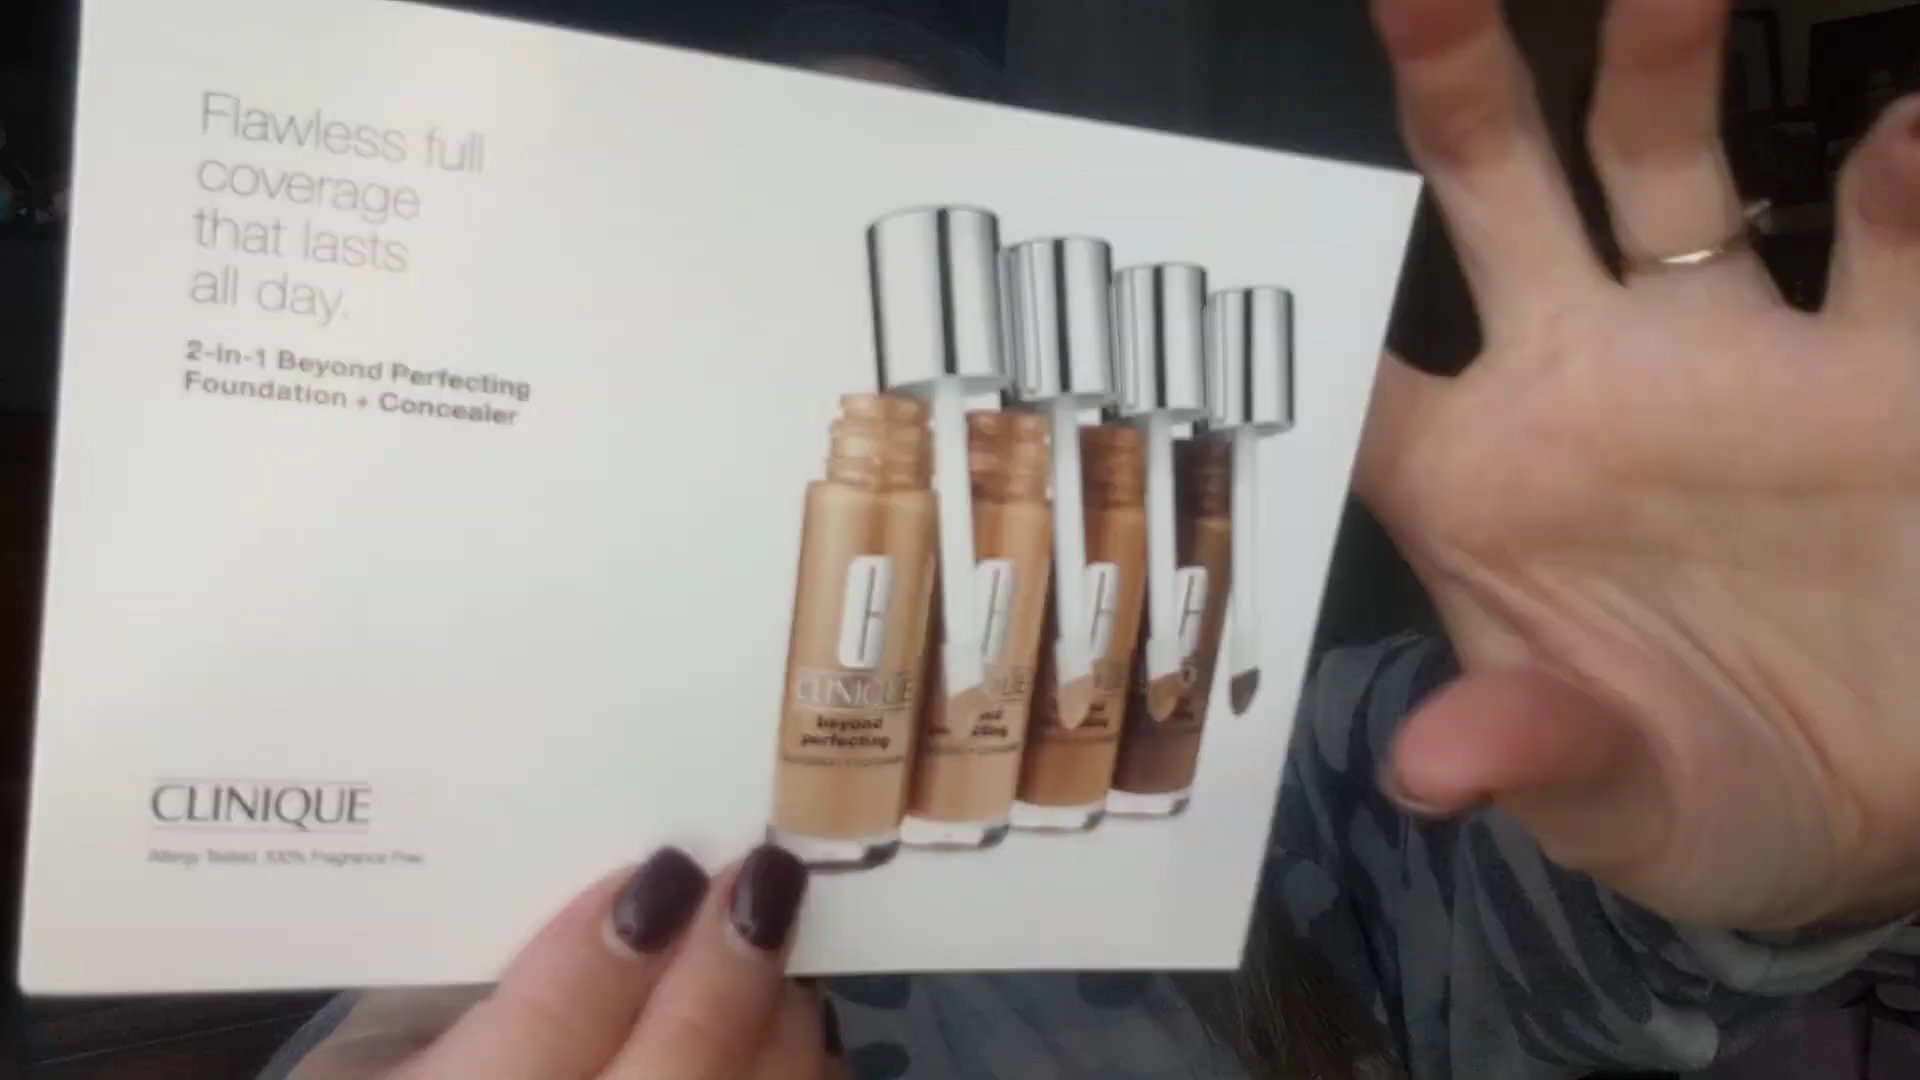 Flawless full
coverage
that lasts
all day.
2-in-1 Beyond Perfecting
Foundation + Concealer
CLINIQUE
Allergy Tested. 100% Fragrance Free.
CLINIQUE
beyond
perfecting